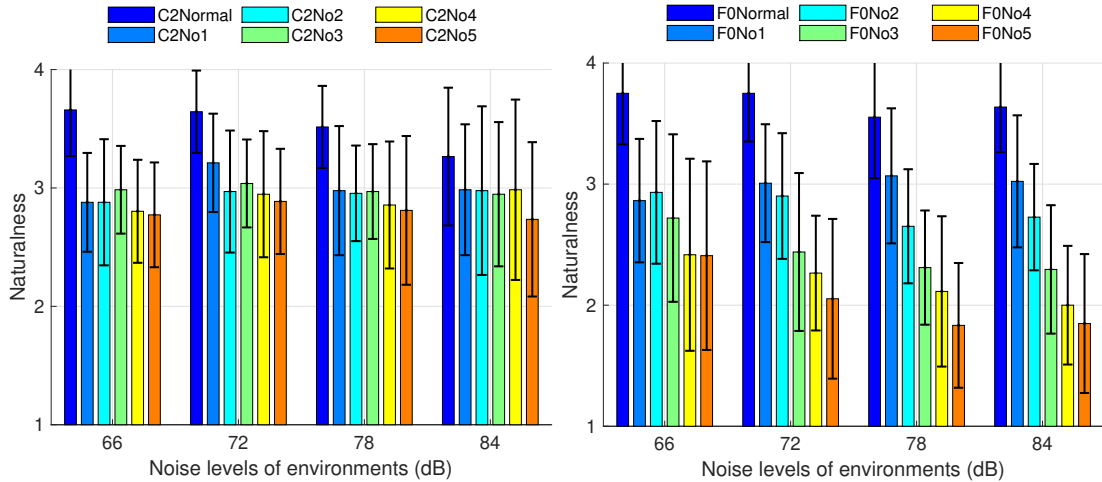 C2Normal C2No2 C2No4
C2No1 C2No3 C2No5
4
3
2
1
Naturalness
66 72 78 84
Noise levels of environments (dB)
F0Normal F0No2 F0No4
F0No1 F0No3 F0No5
4
3
2
1
Naturalness
66 72 78 84
Noise levels of environments (dB)